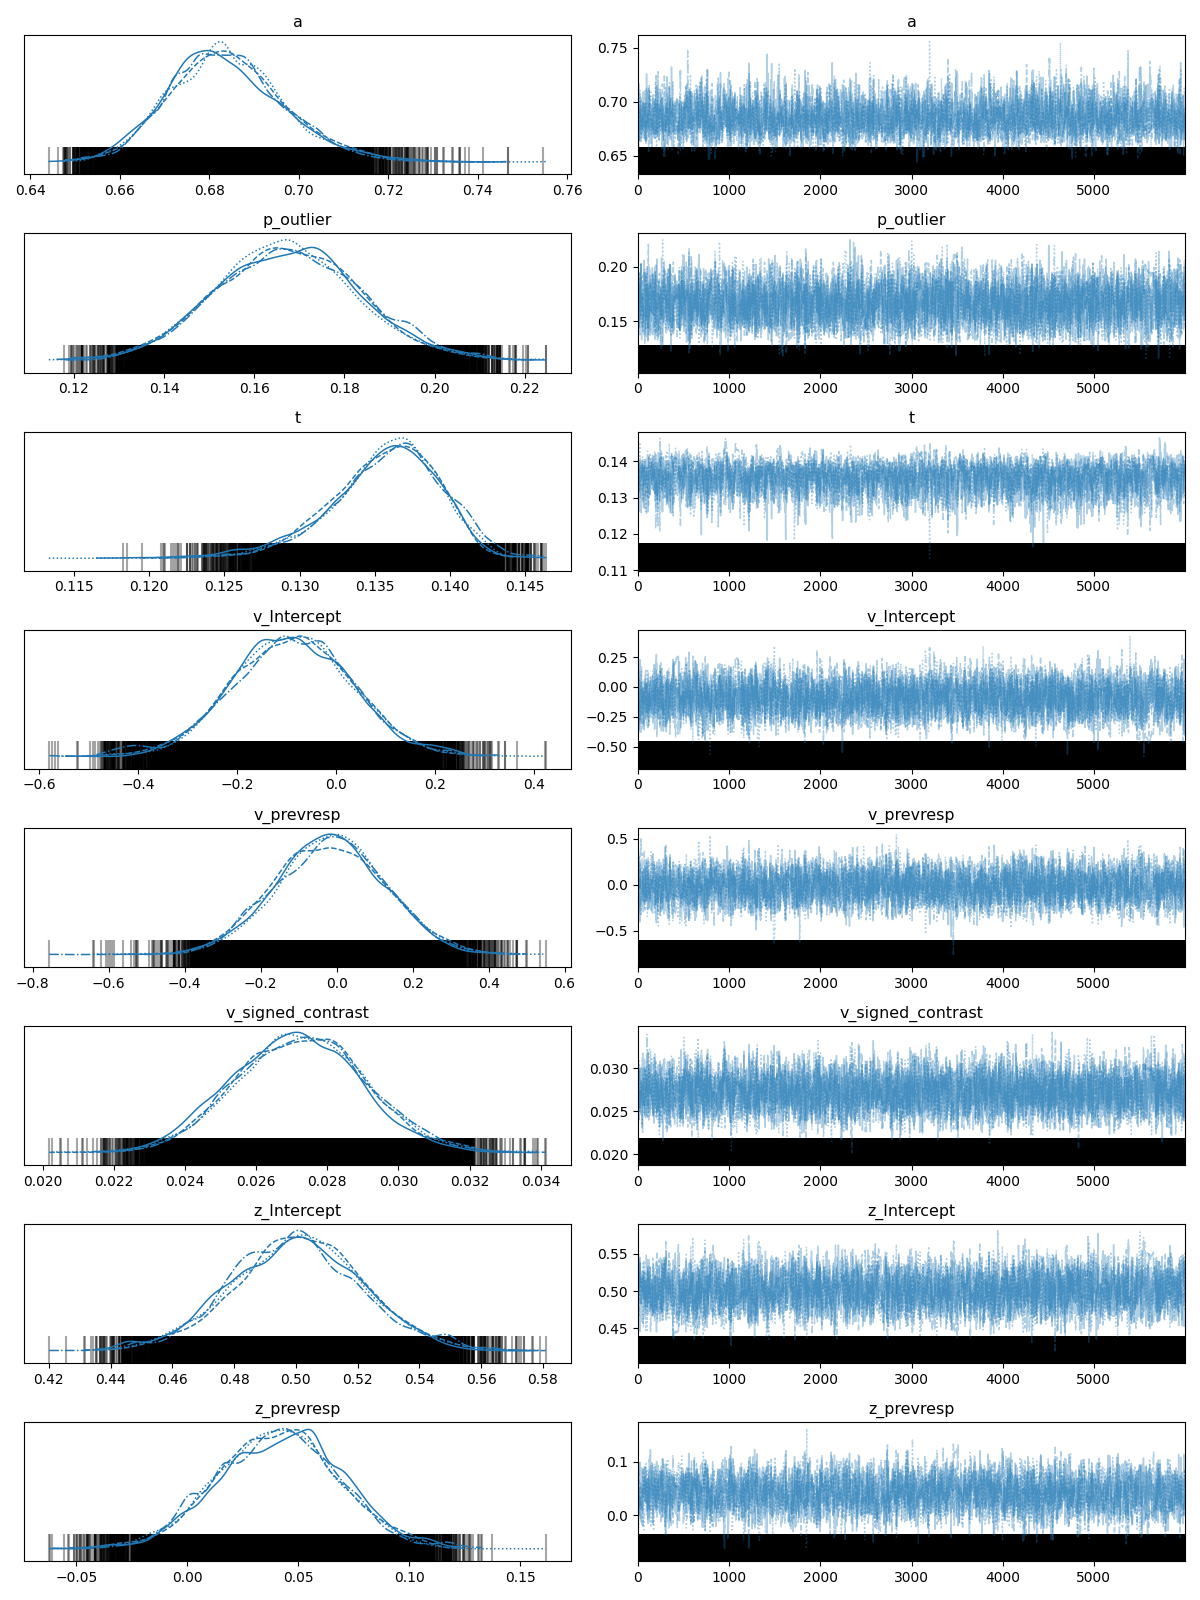 a a
0.75
0.70
0.65
0.64 0.66 0.68 0.70 0.72 0.74 0.76 0 1000 2000 3000 4000 5000
p_outlier p_outlier
0.20
0.15
0.12 0.14 0.16 0.18 0.20 0.22 0 1000 2000 3000 4000 5000
t t
0.14
0.13
0.12
0.11
0.115 0.120 0.125 0.130 0.135 0.140 0.145 0 1000 2000 3000 4000 5000
v_Intercept v_Intercept
0.25
0.00
−0.25
−0.50
−0.6 −0.4 −0.2 0.0 0.2 0.4 0 1000 2000 3000 4000 5000
v_prevresp v_prevresp
0.5
0.0
−0.5
−0.8 −0.6 −0.4 −0.2 0.0 0.2 0.4 0.6 0 1000 2000 3000 4000 5000
v_signed_contrast v_signed_contrast
0.030
0.025
0.020
0.020 0.022 0.024 0.026 0.028 0.030 0.032 0.034 0 1000 2000 3000 4000 5000
z_Intercept z_Intercept
0.55
0.50
0.45
0.42 0.44 0.46 0.48 0.50 0.52 0.54 0.56 0.58 0 1000 2000 3000 4000 5000
z_prevresp z_prevresp
0.1
0.0
−0.05 0.00 0.05 0.10 0.15 0 1000 2000 3000 4000 5000